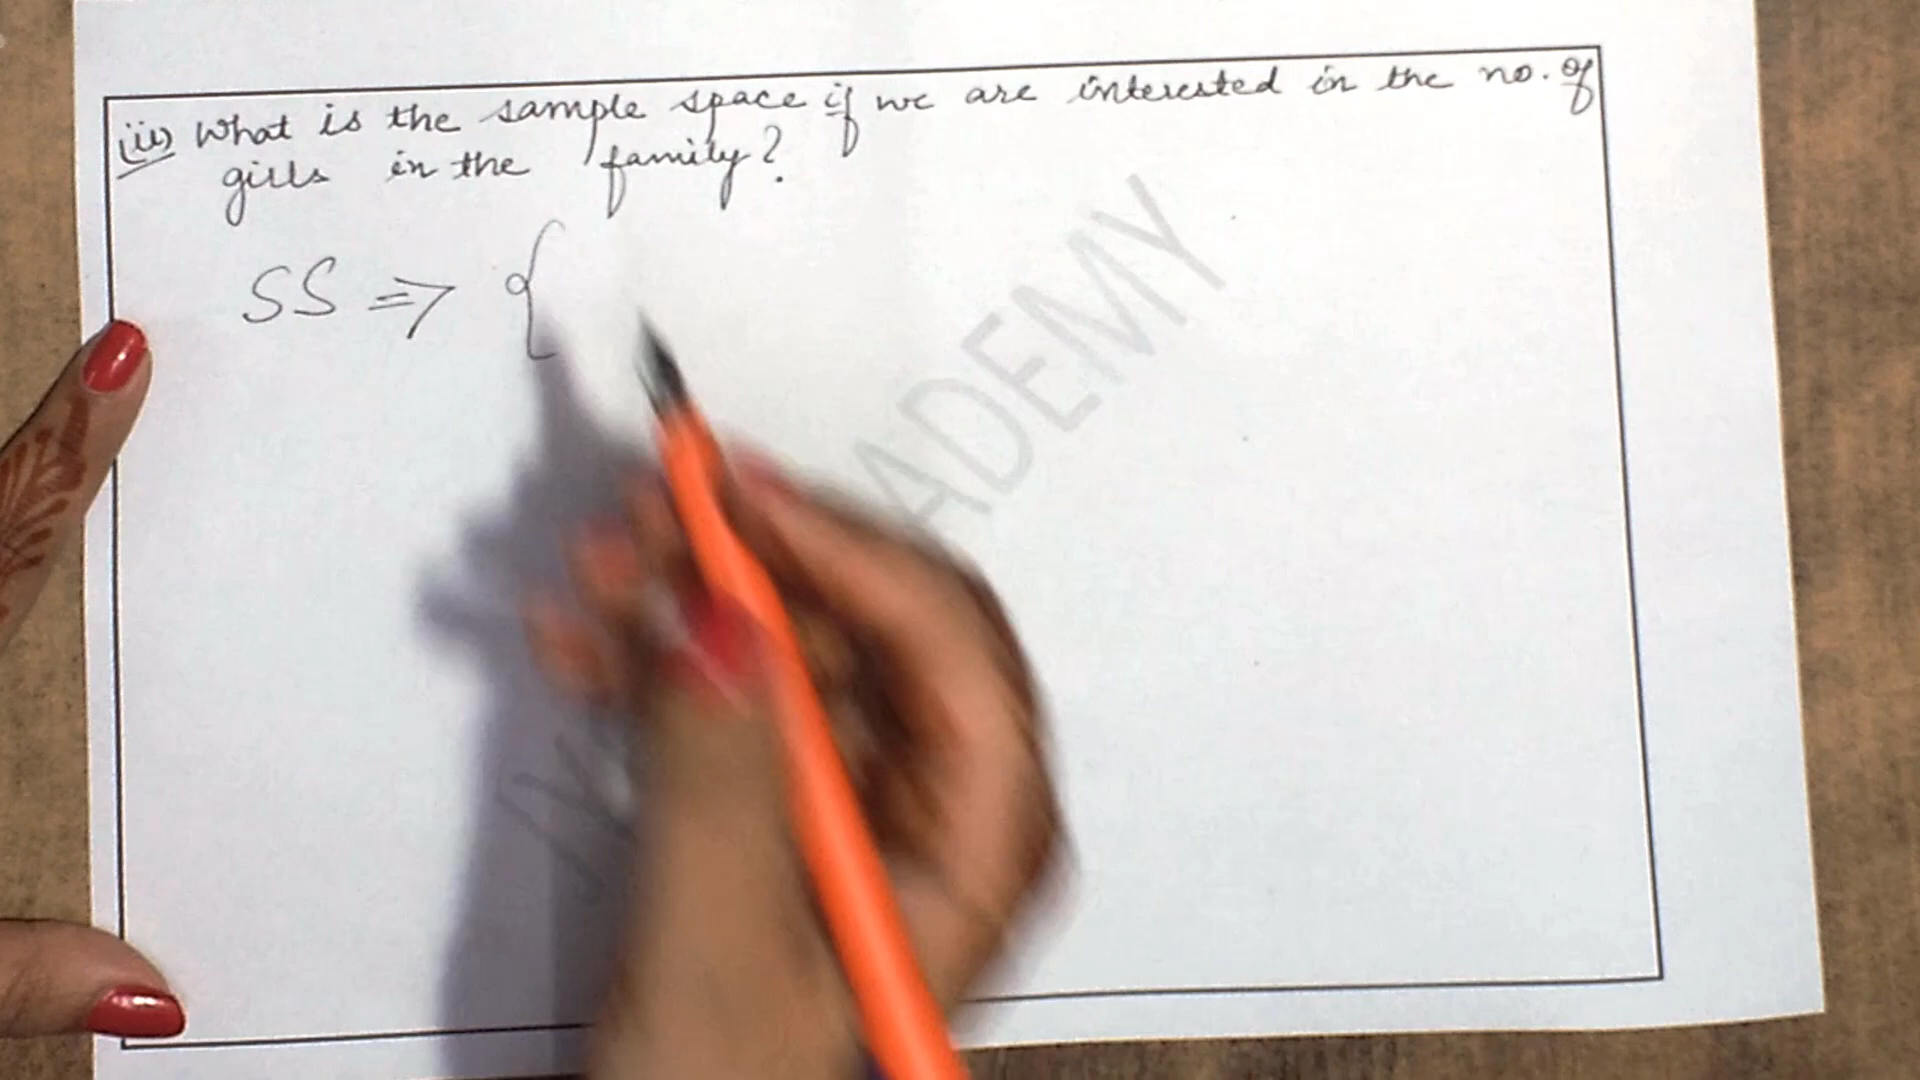 (ii) What is the sample space if we are interested in the no. of
girls in the family?
SS => {
ADEMY